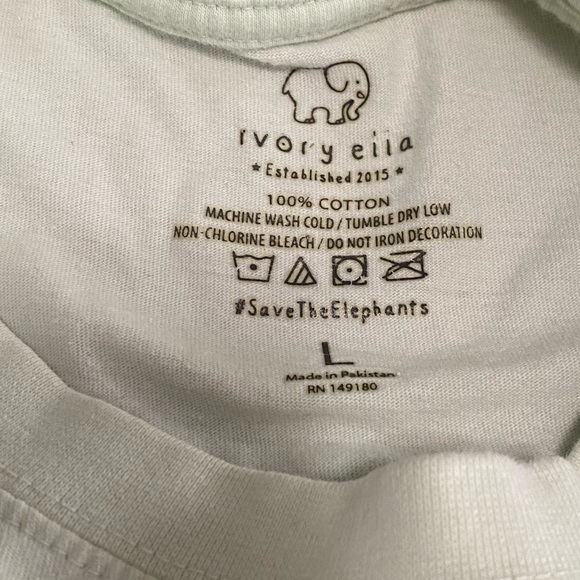 ivory ella
* Established 2015 *
100% COTTON
MACHINE WASH COLD / TUMBLE DRY LOW
NON-CHLORINE BLEACH / DO NOT IRON DECORATION
#SaveTheElephants
L
Made in Pakistan
RN 149180